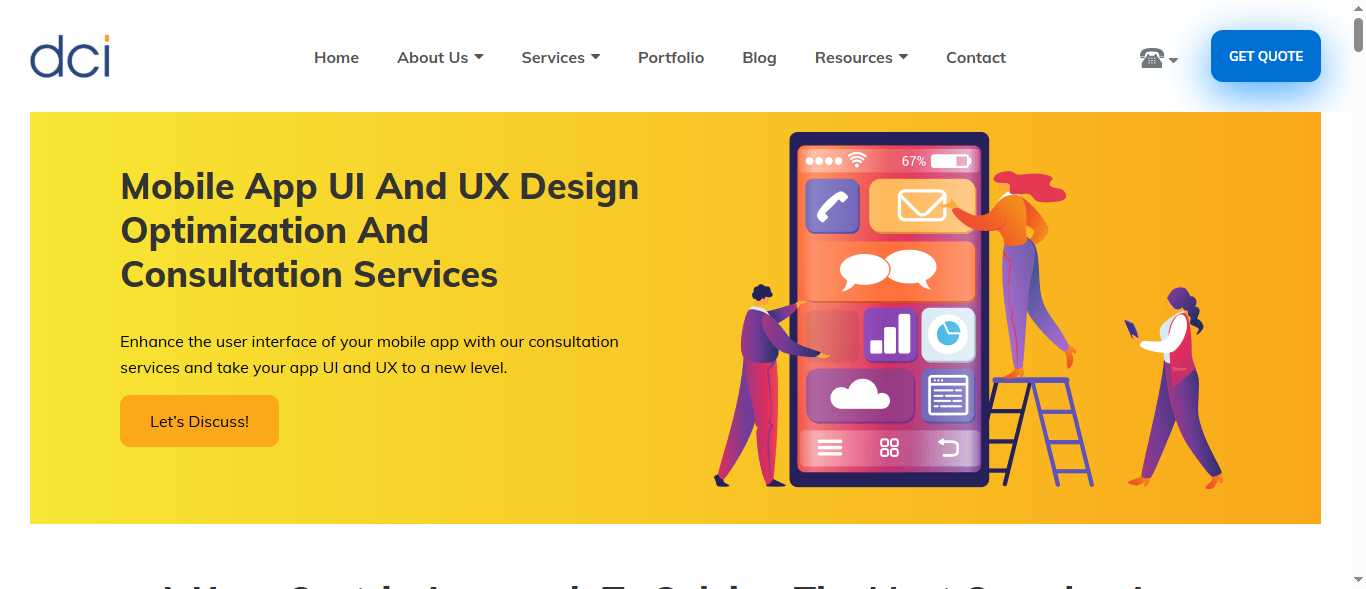 dci
Home
About Us
Services
Portfolio
Blog
Resources
Contact
GET QUOTE
Mobile App UI And UX Design
Optimization And
Consultation Services
Enhance the user interface of your mobile app with our consultation
services and take your app UI and UX to a new level.
Let's Discuss!
67%